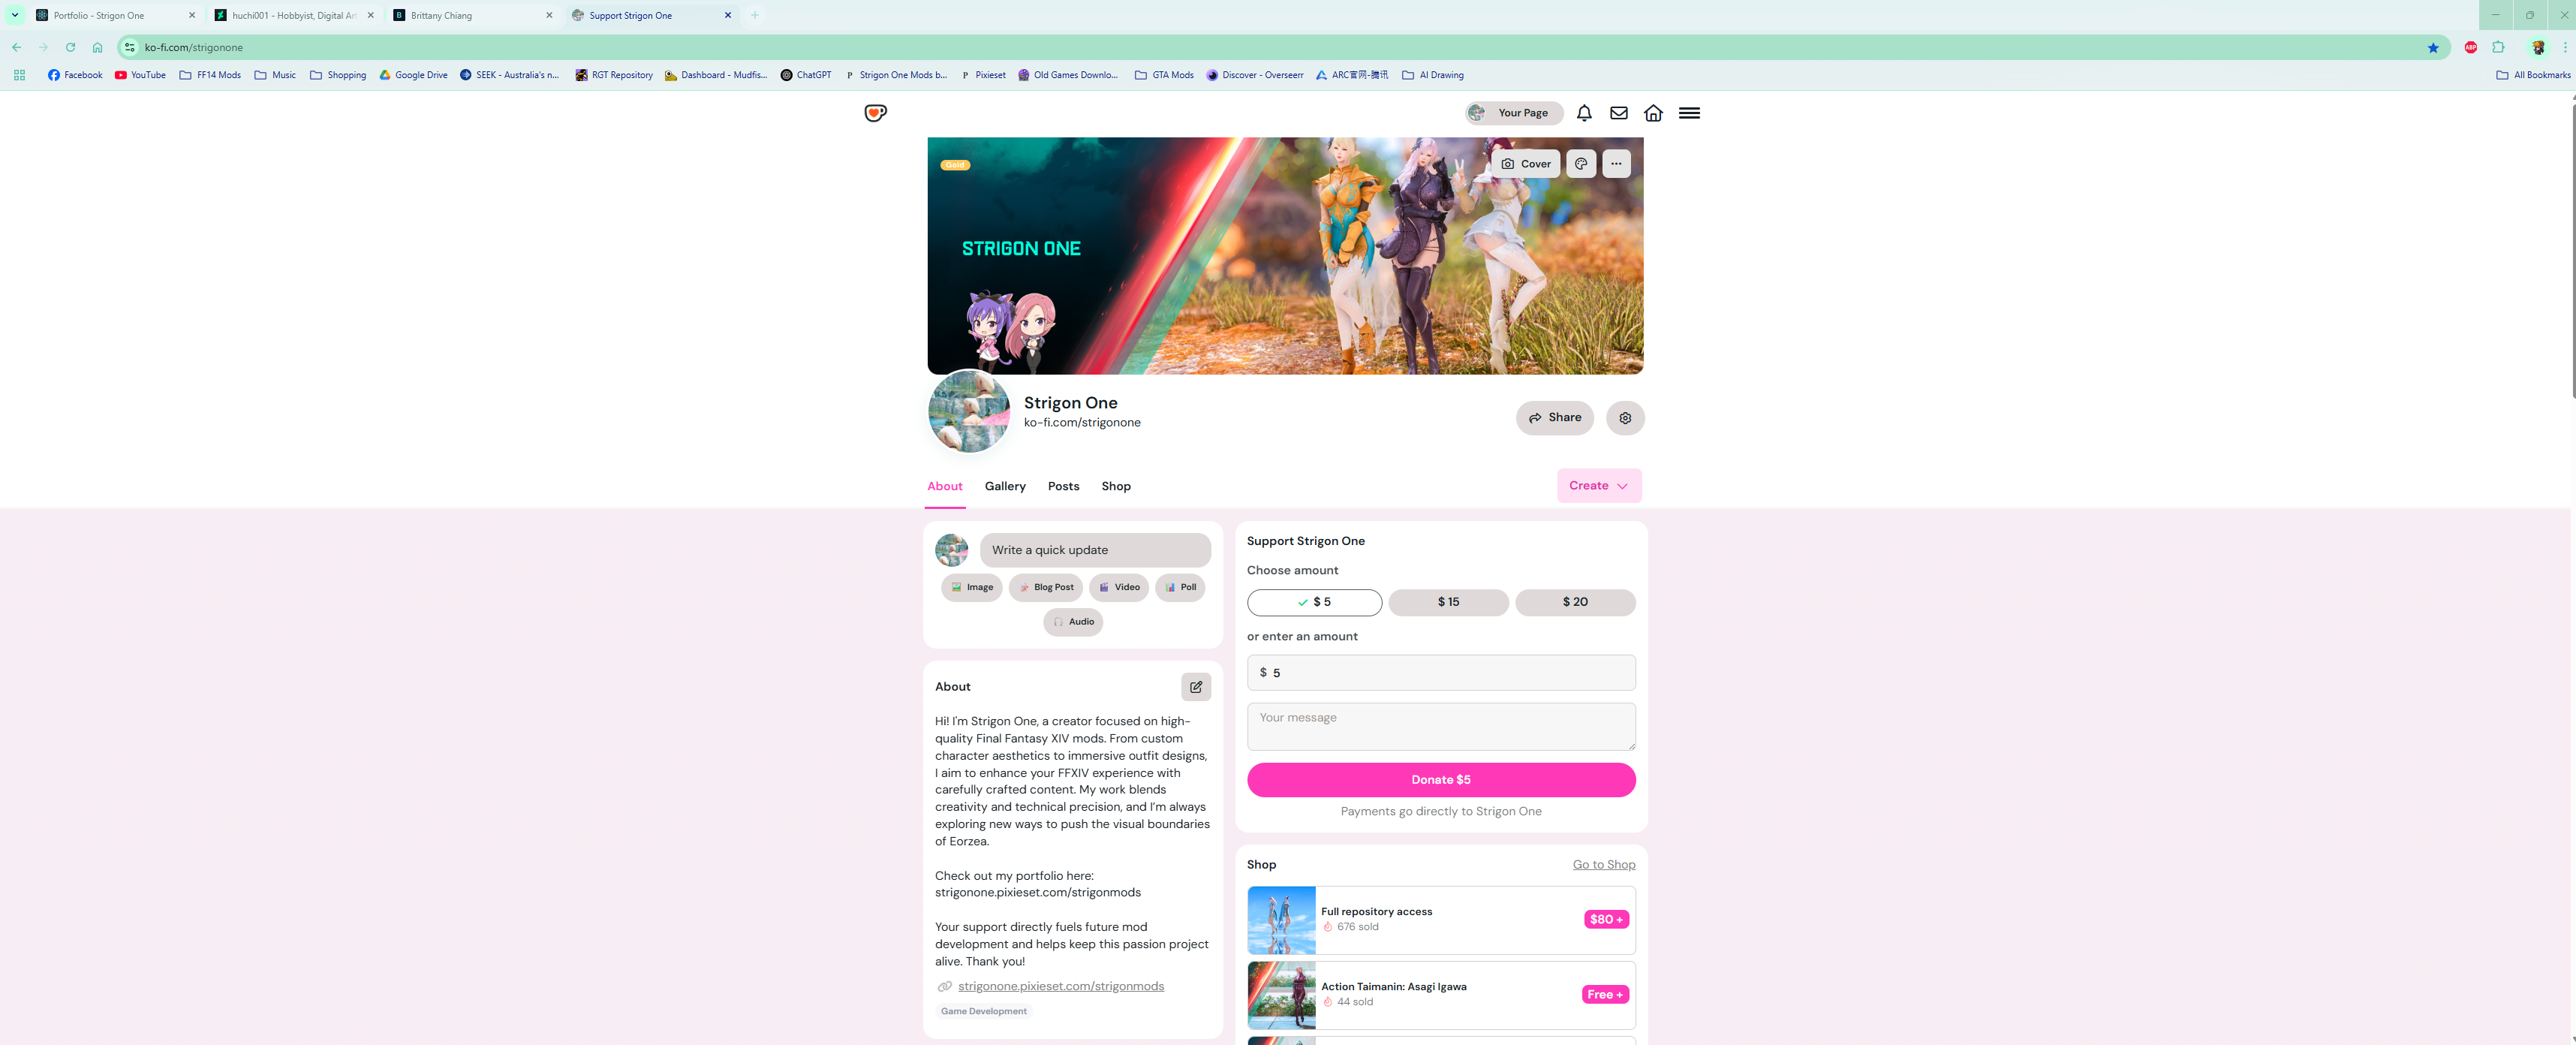 Portfolio - Strigon One
huchi001 - Hobbyist, Digital Ar
Brittany Chiang
Support Strigon One
ko-fi.com/strigonone
ABP
Facebook
YouTube
FF14 Mods
Music
Shopping
Google Drive
SEEK - Australia's n...
RGT Repository
Dashboard - Mudfis...
ChatGPT
P Strigon One Mods b...
P Pixieset
Old Games Downlo...
GTA Mods
Discover - Overseerr
ARC官网-腾讯
AI Drawing
All Bookmarks
Your Page
Gold
Cover
STRIGON ONE
Strigon One
ko-fi.com/strigonone
Share
About
Gallery
Posts
Shop
Create
Write a quick update
Image
Blog Post
Video
Poll
Audio
About
Hi! I'm Strigon One, a creator focused on high-
quality Final Fantasy XIV mods. From custom
character aesthetics to immersive outfit designs,
I aim to enhance your FFXIV experience with
carefully crafted content. My work blends
creativity and technical precision, and I'm always
exploring new ways to push the visual boundaries
of Eorzea.
Check out my portfolio here:
strigonone.pixieset.com/strigonmods
Your support directly fuels future mod
development and helps keep this passion project
alive. Thank you!
strigonone.pixieset.com/strigonmods
Game Development
Support Strigon One
Choose amount
$ 5
$ 15
$ 20
or enter an amount
$ 5
Your message
Donate $5
Payments go directly to Strigon One
Shop
Go to Shop
Full repository access
676 sold
$80 +
Action Taimanin: Asagi Igawa
44 sold
Free +